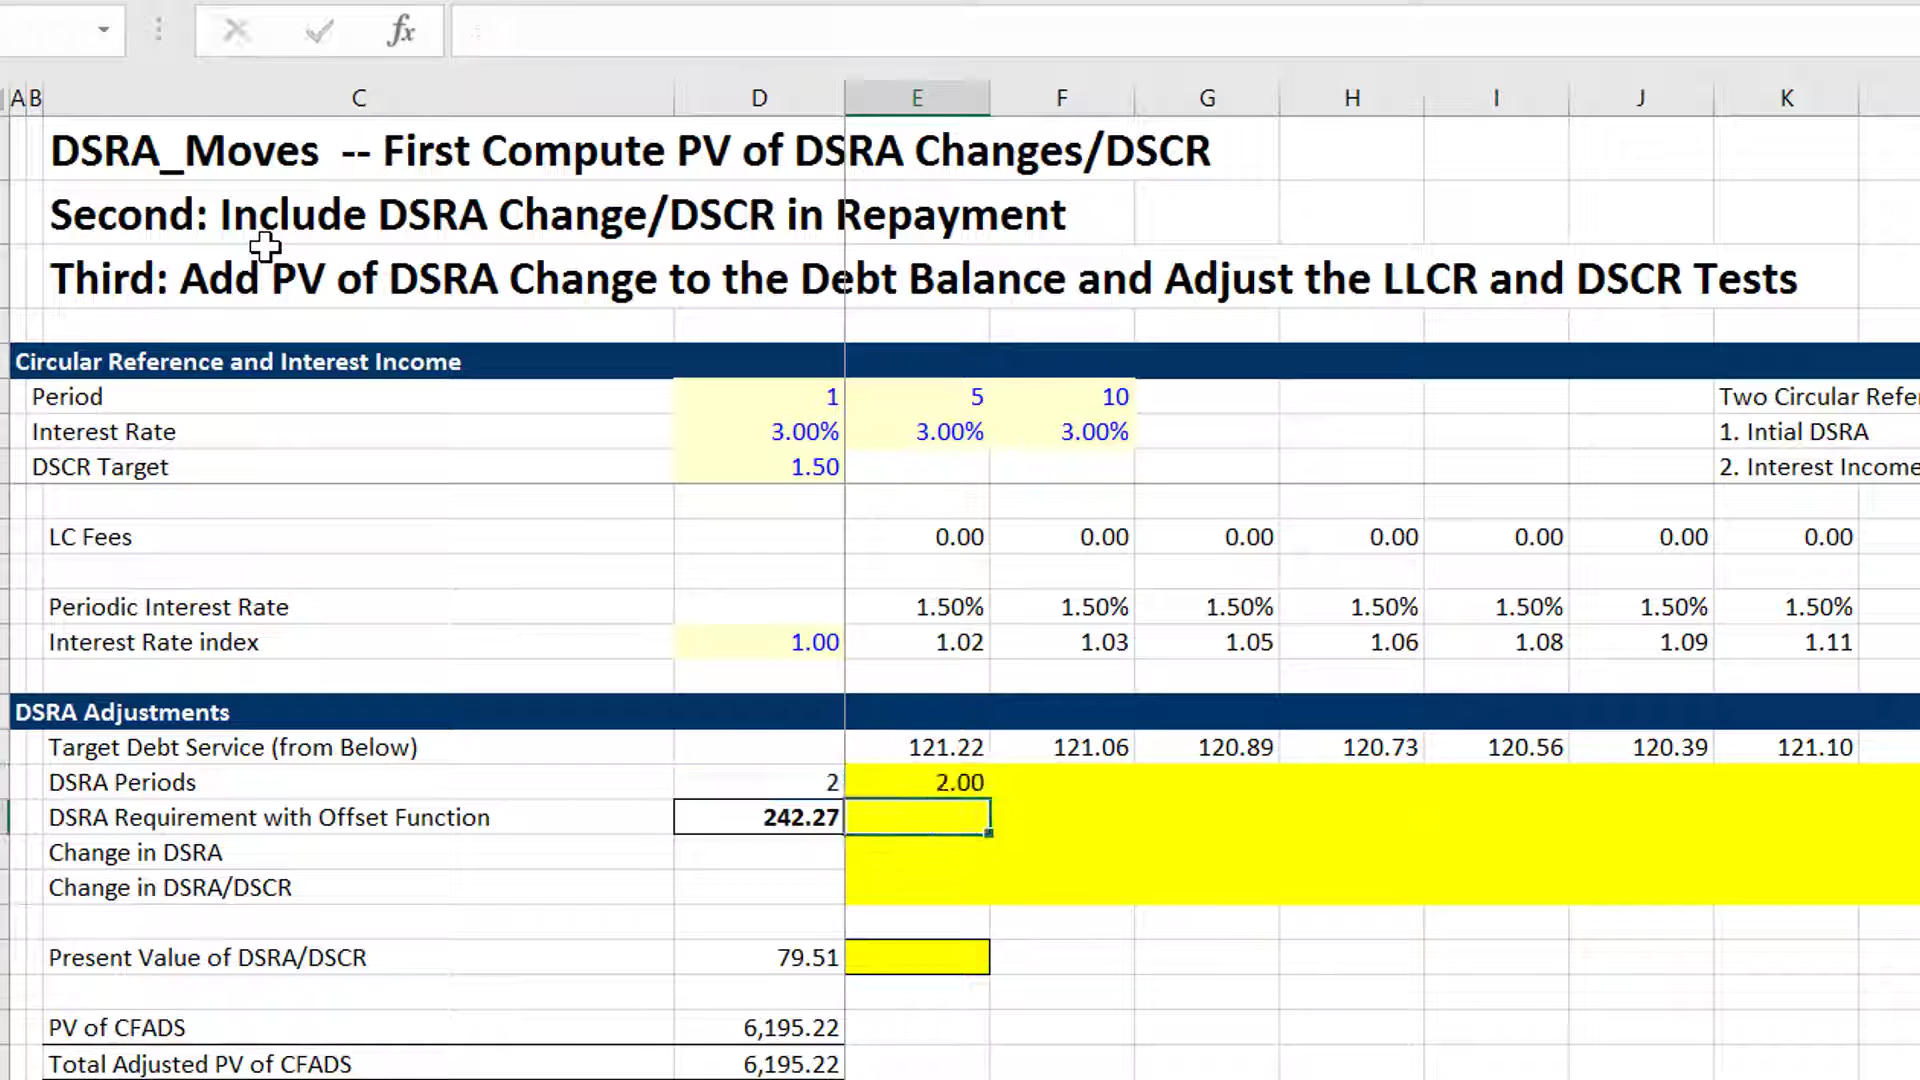 fx
A B C D E F G H I J K
DSRA_Moves -- First Compute PV of DSRA Changes/DSCR
Second: Include DSRA Change/DSCR in Repayment
Third: Add PV of DSRA Change to the Debt Balance and Adjust the LLCR and DSCR Tests
Circular Reference and Interest Income
Period 1 5 10 Two Circular Refer
Interest Rate 3.00% 3.00% 3.00% 1. Intial DSRA
DSCR Target 1.50 2. Interest Income
LC Fees 0.00 0.00 0.00 0.00 0.00 0.00 0.00
Periodic Interest Rate 1.50% 1.50% 1.50% 1.50% 1.50% 1.50% 1.50%
Interest Rate index 1.00 1.02 1.03 1.05 1.06 1.08 1.09 1.11
DSRA Adjustments
Target Debt Service (from Below) 121.22 121.06 120.89 120.73 120.56 120.39 121.10
DSRA Periods 2 2.00
DSRA Requirement with Offset Function 242.27
Change in DSRA
Change in DSRA/DSCR
Present Value of DSRA/DSCR 79.51
PV of CFADS 6,195.22
Total Adjusted PV of CFADS 6,195.22